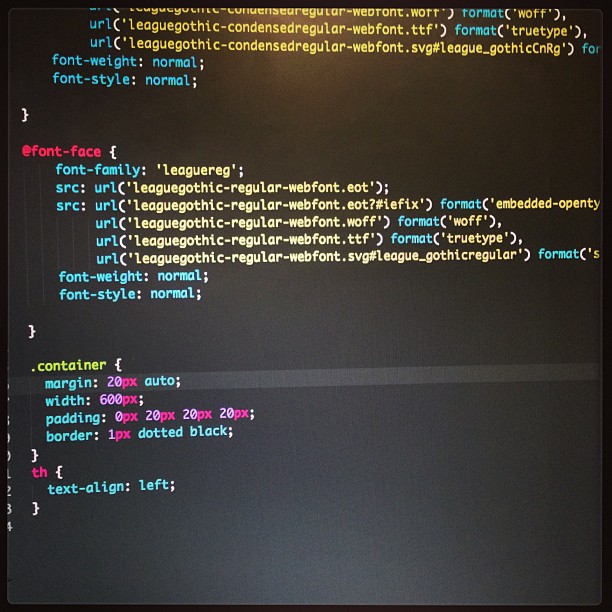 url('leaguegothic-condensedregular-webfont.woff') format('woff'),
url('leaguegothic-condensedregular-webfont.ttf') format('truetype'),
url('leaguegothic-condensedregular-webfont.svg#league_gothicCnRg') for
font-weight: normal;
font-style: normal;
}
@font-face {
font-family: 'leaguereg';
src: url('leaguegothic-regular-webfont.eot');
src: url('leaguegothic-regular-webfont.eot?#iefix') format('embedded-openty
url('leaguegothic-regular-webfont.woff') format('woff'),
url('leaguegothic-regular-webfont.ttf') format('truetype'),
url('leaguegothic-regular-webfont.svg#league_gothicregular') format('s
font-weight: normal;
font-style: normal;
}
.container {
margin: 20px auto;
width: 600px;
padding: 0px 20px 20px 20px;
border: 1px dotted black;
}
th {
text-align: left;
}